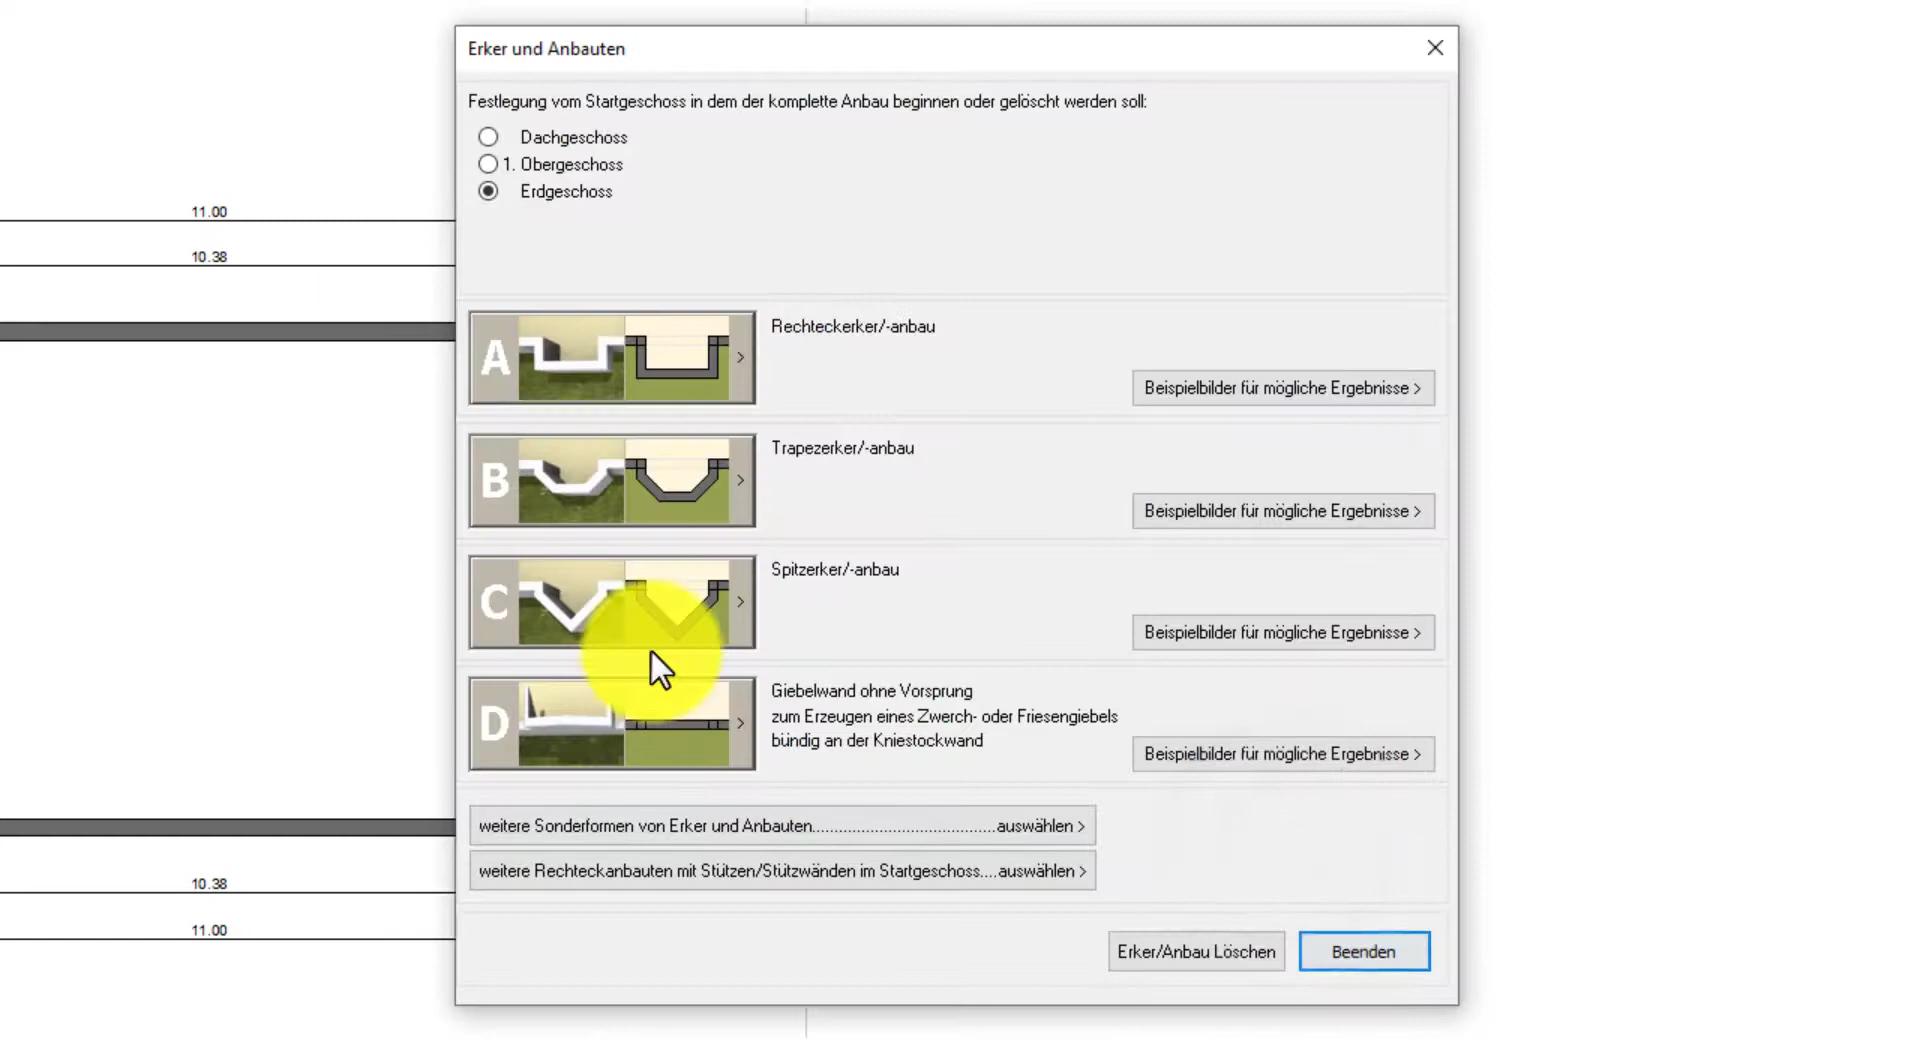 Erker und Anbauten
Festlegung vom Startgeschoss in dem der komplette Anbau beginnen oder gelöscht werden soll:
Dachgeschoss
1. Obergeschoss
Erdgeschoss
11.00
10.38
A
Rechteckerker/-anbau
Beispielbilder für mögliche Ergebnisse >
B
Trapezerker/-anbau
Beispielbilder für mögliche Ergebnisse >
C
Spitzerker/-anbau
Beispielbilder für mögliche Ergebnisse >
D
Giebelwand ohne Vorsprung
zum Erzeugen eines Zwerch- oder Friesengiebels
bündig an der Kniestockwand
Beispielbilder für mögliche Ergebnisse >
weitere Sonderformen von Erker und Anbauten.........................................auswählen >
weitere Rechteckanbauten mit Stützen/Stützwänden im Startgeschoss....auswählen >
10.38
11.00
Erker/Anbau Löschen
Beenden